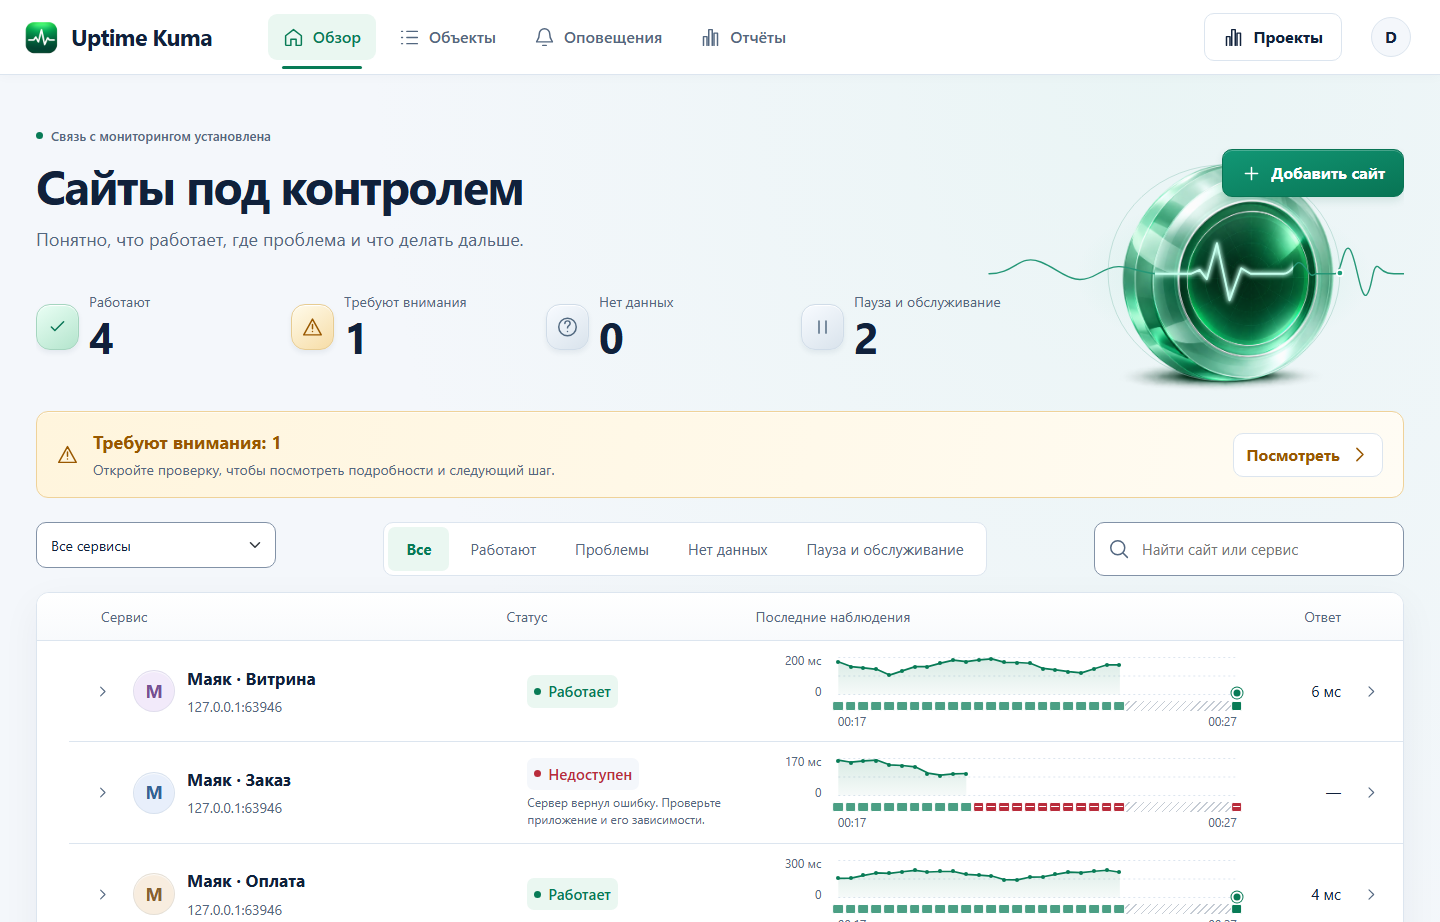 Uptime Kuma
Обзор
Объекты
Оповещения
Отчёты
Проекты
D
Связь с мониторингом установлена
Сайты под контролем
Понятно, что работает, где проблема и что делать дальше.
Добавить сайт
Работают
4
Требуют внимания
1
Нет данных
0
Пауза и обслуживание
2
Требуют внимания: 1
Откройте проверку, чтобы посмотреть подробности и следующий шаг.
Посмотреть
Все сервисы
Все
Работают
Проблемы
Нет данных
Пауза и обслуживание
Найти сайт или сервис
Сервис
Статус
Последние наблюдения
Ответ
М
Маяк · Витрина
127.0.0.1:63946
Работает
200 мс
0
00:17
00:27
6 мс
М
Маяк · Заказ
127.0.0.1:63946
Недоступен
Сервер вернул ошибку. Проверьте
приложение и его зависимости.
170 мс
0
00:17
00:27
—
М
Маяк · Оплата
127.0.0.1:63946
Работает
300 мс
0
4 мс